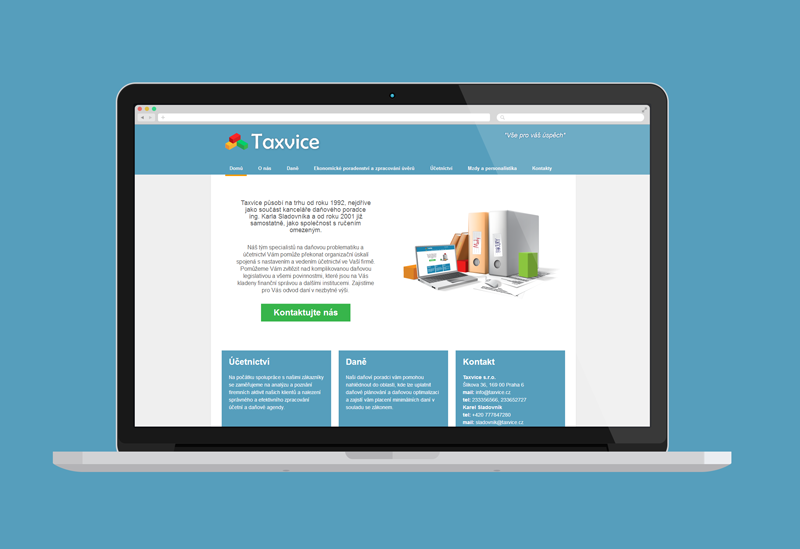 Taxvice
"Vše pro váš úspěch"
Domů O nás Daně Ekonomické poradenství a zpracování úvěrů Účetnictví Mzdy a personalistika Kontakty
Taxvice působí na trhu od roku 1992, nejdříve
jako součást kanceláře daňového poradce
ing. Karla Sladovníka a od roku 2001 již
samostatně, jako společnost s ručením
omezeným.
Náš tým specialistů na daňovou problematiku a
účetnictví Vám pomůže překonat organizační úskalí
spojená s nastavením a vedením účetnictví ve Vaší firmě.
Pomůžeme Vám zvítězit nad komplikovanou daňovou
legislativou a všemi povinnostmi, které jsou na Vás
kladeny finanční správou a dalšími institucemi. Zajistíme
pro Vás odvod daní v nezbytné výši.
Kontaktujte nás
Účetnictví
Na počátku spolupráce s našimi zákazníky
se zaměřujeme na analýzu a poznání
firemních aktivit našich klientů a nalezení
správného a efektivního zpracování
účetní a daňové agendy.
Daně
Naši daňoví poradci vám pomohou
nahlédnout do oblastí, kde lze uplatnit
daňové plánování a daňovou optimalizaci
a zajistí vám placení minimálních daní v
souladu se zákonem.
Kontakt
Taxvice s.r.o.
Šlikova 36, 169 00 Praha 6
mail: info@taxvice.cz
tel: 233356566, 233652727
Karel Sladovník
tel: +420 777647280
mail: sladovnik@taxvice.cz